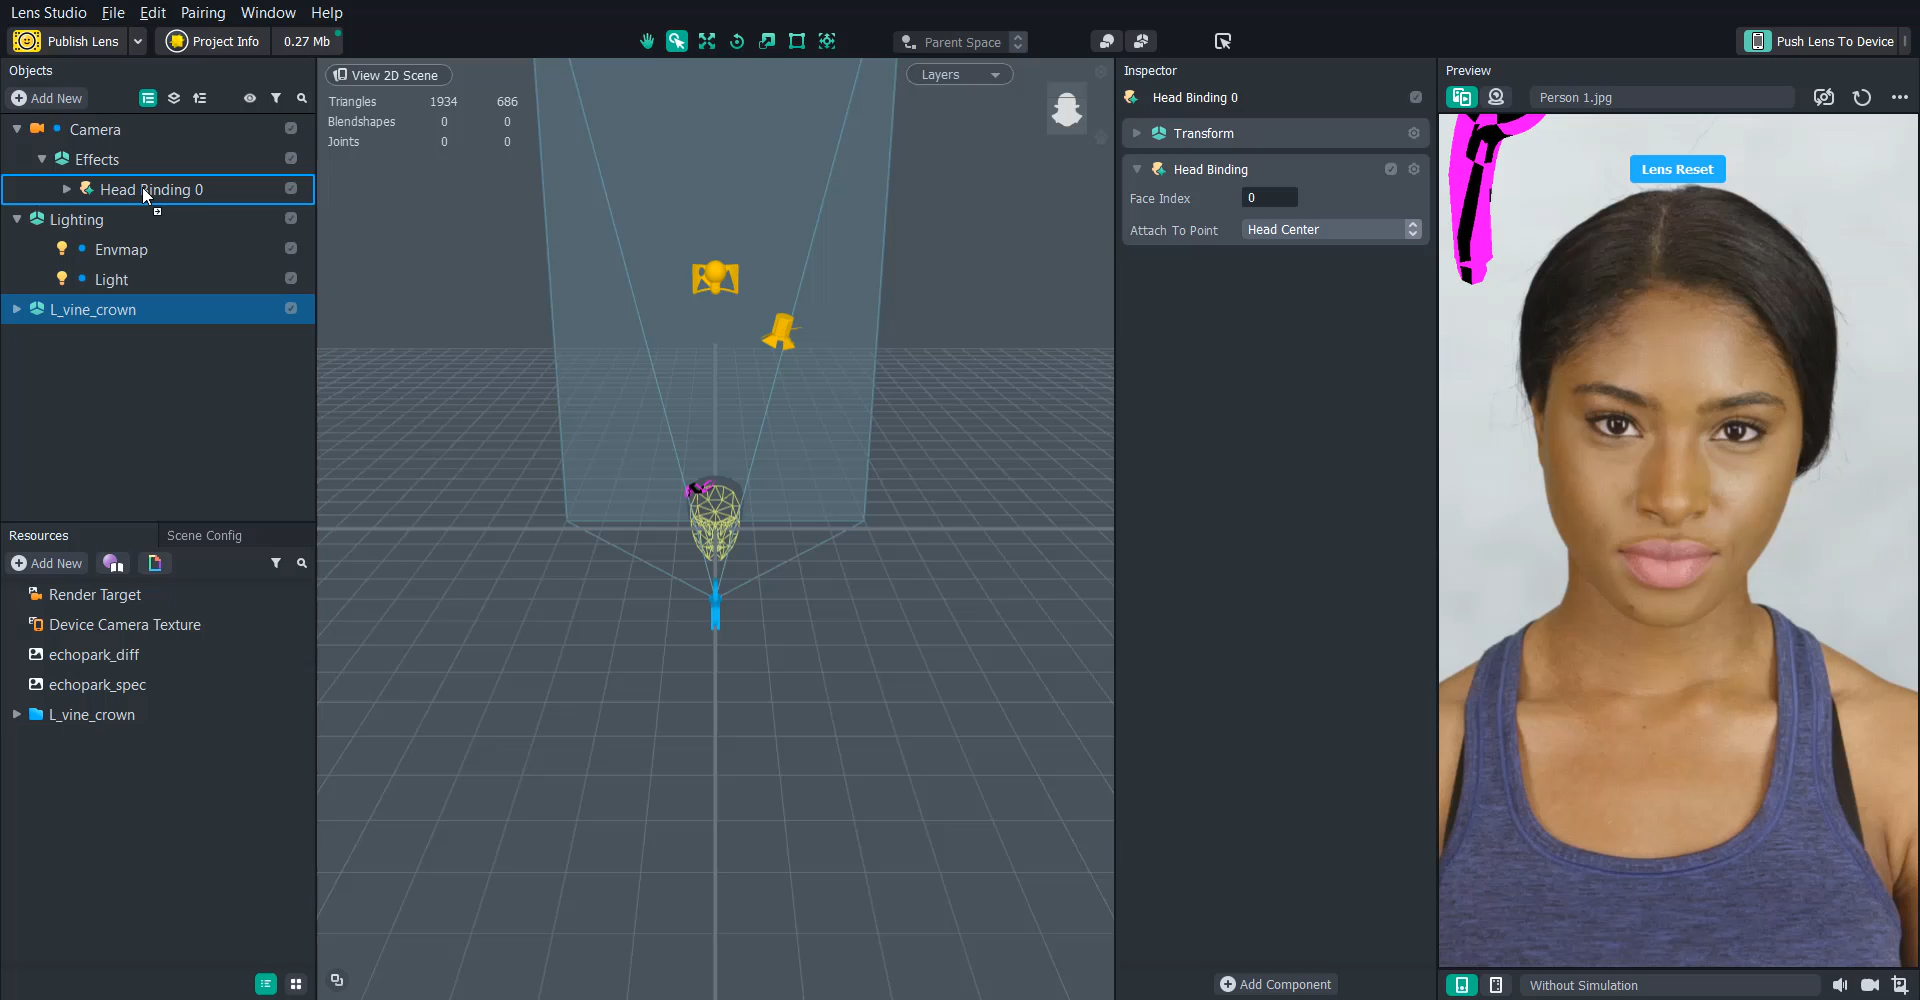 Lens Studio File Edit Pairing Window Help
Publish Lens Project Info 0.27 Mb Parent Space Push Lens To Device
Objects
Add New
Camera
Effects
Head Binding 0
Lighting
Envmap
Light
L_vine_crown
Resources Scene Config
Add New
Render Target
Device Camera Texture
echopark_diff
echopark_spec
L_vine_crown
View 2D Scene Layers
Triangles 1934 686
Blendshapes 0 0
Joints 0 0
Inspector
Head Binding 0
Transform
Head Binding
Face Index 0
Attach To Point Head Center
Add Component
Preview
Person 1.jpg
Lens Reset
Without Simulation